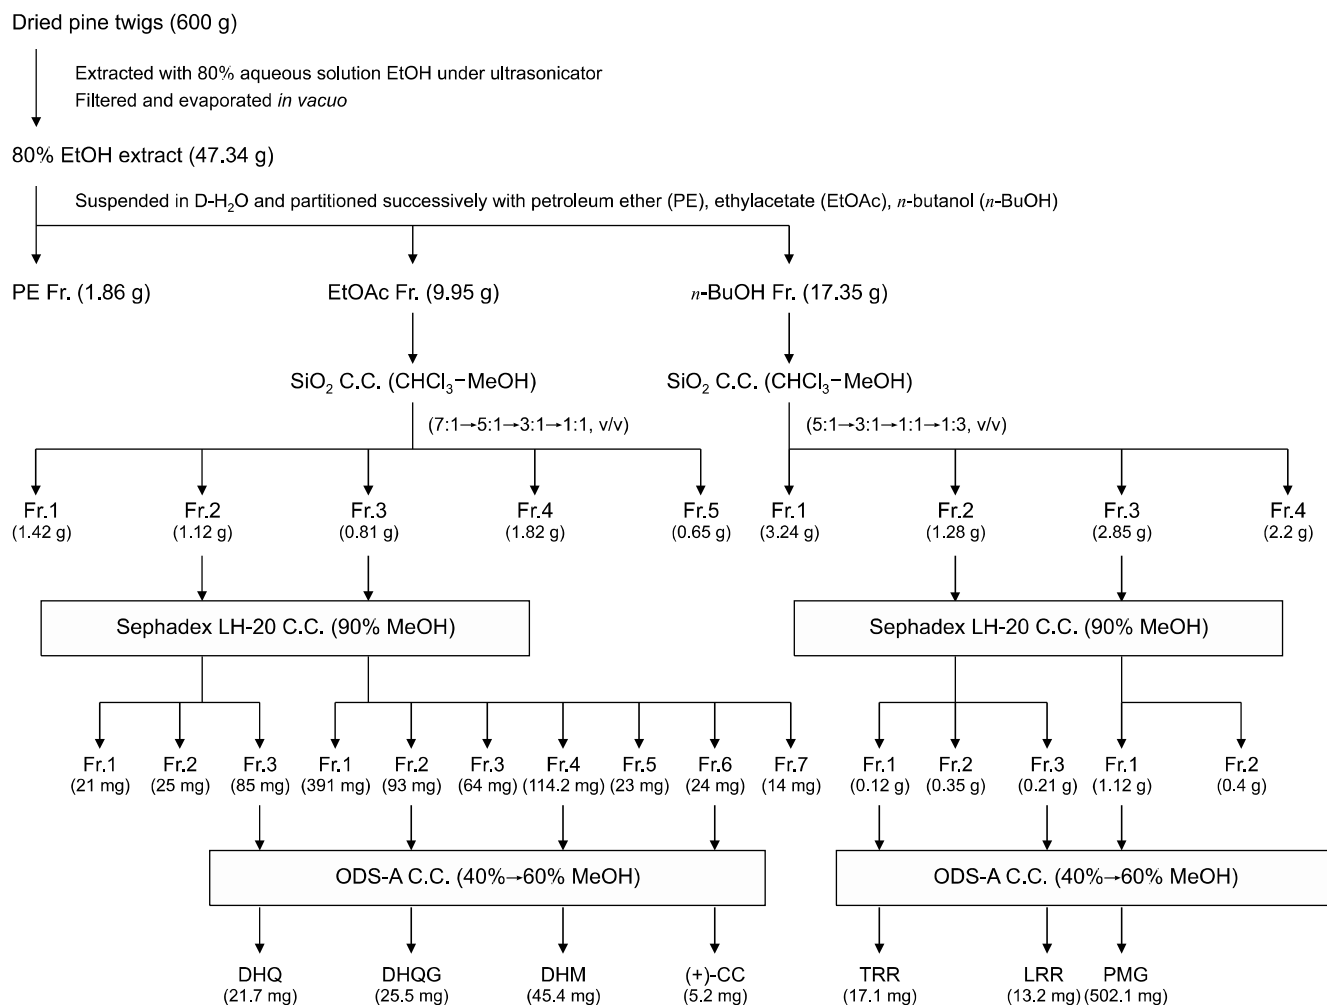 Dried pine twigs (600 g)
Extracted with 80% aqueous solution EtOH under ultrasonicator
Filtered and evaporated in vacuo
80% EtOH extract (47.34 g)
Suspended in D-H₂O and partitioned successively with petroleum ether (PE), ethylacetate (EtOAc), n-butanol (n-BuOH)
PE Fr. (1.86 g) EtOAc Fr. (9.95 g) n-BuOH Fr. (17.35 g)
SiO₂ C.C. (CHCl₃−MeOH) SiO₂ C.C. (CHCl₃−MeOH)
(7:1→5:1→3:1→1:1, v/v) (5:1→3:1→1:1→1:3, v/v)
Fr.1 Fr.2 Fr.3 Fr.4 Fr.5 Fr.1 Fr.2 Fr.3 Fr.4
(1.42 g) (1.12 g) (0.81 g) (1.82 g) (0.65 g) (3.24 g) (1.28 g) (2.85 g) (2.2 g)
Sephadex LH-20 C.C. (90% MeOH) Sephadex LH-20 C.C. (90% MeOH)
Fr.1 Fr.2 Fr.3 Fr.1 Fr.2 Fr.3 Fr.4 Fr.5 Fr.6 Fr.7 Fr.1 Fr.2 Fr.3 Fr.1 Fr.2
(21 mg) (25 mg) (85 mg) (391 mg) (93 mg) (64 mg) (114.2 mg) (23 mg) (24 mg) (14 mg) (0.12 g) (0.35 g) (0.21 g) (1.12 g) (0.4 g)
ODS-A C.C. (40%→60% MeOH) ODS-A C.C. (40%→60% MeOH)
DHQ DHQG DHM (+)-CC TRR LRR PMG
(21.7 mg) (25.5 mg) (45.4 mg) (5.2 mg) (17.1 mg) (13.2 mg) (502.1 mg)